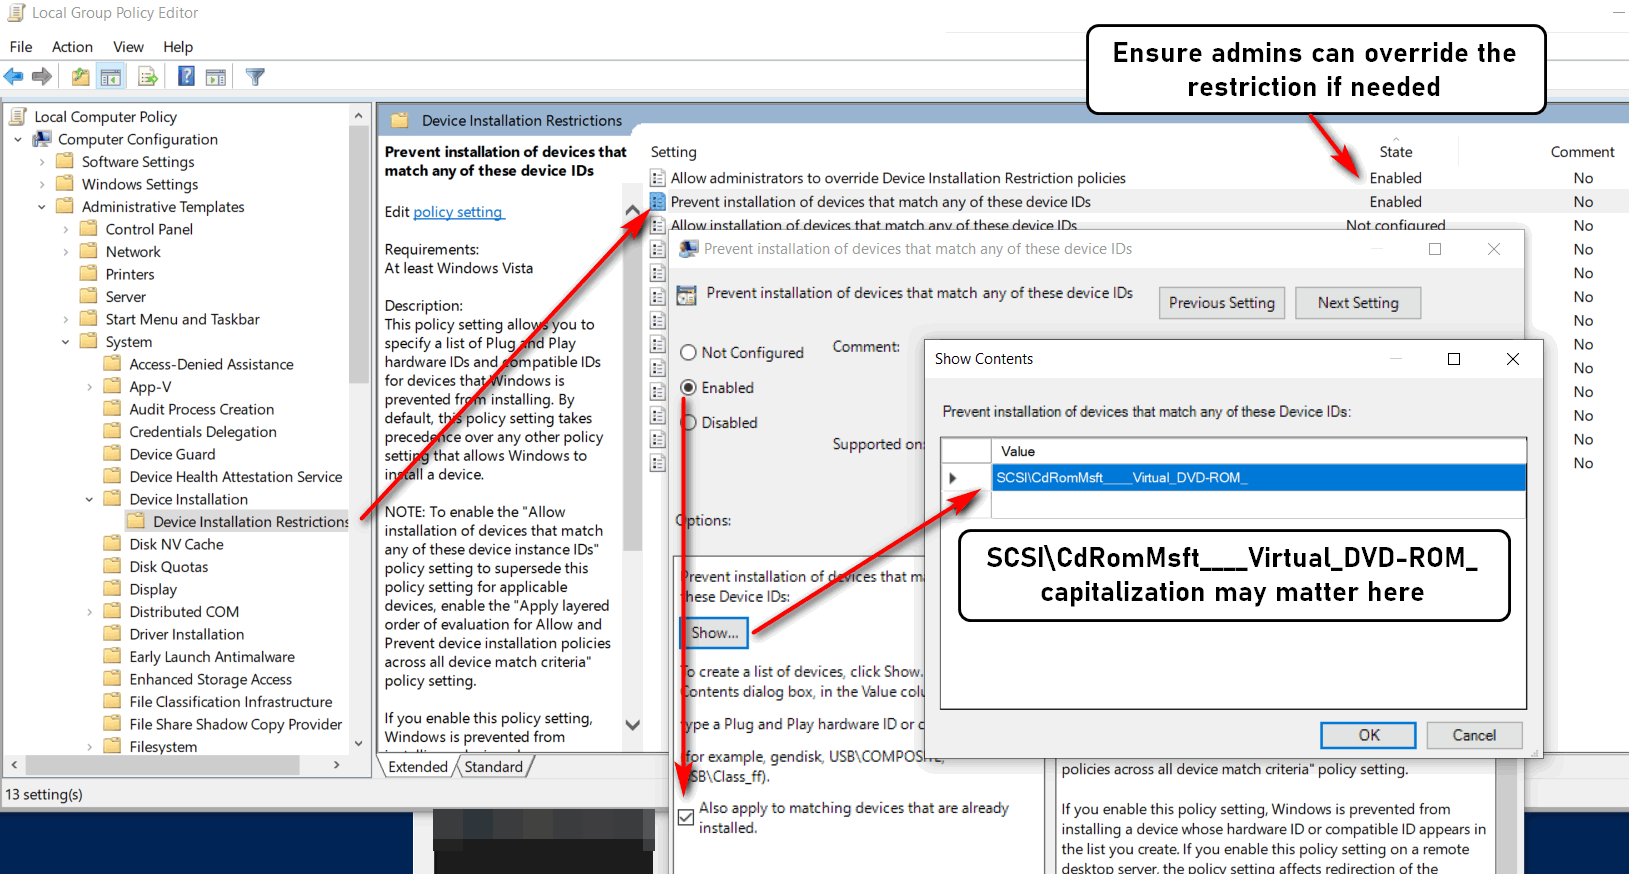 Local Group Policy Editor
File Action View Help
Ensure admins can override the
restriction if needed
Local Computer Policy
Computer Configuration
Software Settings
Windows Settings
Administrative Templates
Control Panel
Network
Printers
Server
Start Menu and Taskbar
System
Access-Denied Assistance
App-V
Audit Process Creation
Credentials Delegation
Device Guard
Device Health Attestation Service
Device Installation
Device Installation Restrictions
Disk NV Cache
Disk Quotas
Display
Distributed COM
Driver Installation
Early Launch Antimalware
Enhanced Storage Access
File Classification Infrastructure
File Share Shadow Copy Provider
Filesystem
13 setting(s)
Device Installation Restrictions
Prevent installation of devices that
match any of these device IDs
Edit policy setting
Requirements:
At least Windows Vista
Description:
This policy setting allows you to
specify a list of Plug and Play
hardware IDs and compatible IDs
for devices that Windows is
prevented from installing. By
default, this policy setting takes
precedence over any other policy
setting that allows Windows to
install a device.
NOTE: To enable the "Allow
installation of devices that match
any of these device instance IDs"
policy setting to supersede this
policy setting for applicable
devices, enable the "Apply layered
order of evaluation for Allow and
Prevent device installation policies
across all device match criteria"
policy setting.
If you enable this policy setting,
Windows is prevented from
Extended Standard
Setting State Comment
Allow administrators to override Device Installation Restriction policies Enabled No
Prevent installation of devices that match any of these device IDs Enabled No
Allow installation of devices that match any of these device IDs Not configured No
No
No
No
No
No
No
No
No
No
No
Prevent installation of devices that match any of these device IDs
Prevent installation of devices that match any of these device IDs
Previous Setting Next Setting
Not Configured Comment:
Enabled
Disabled
Supported on:
Options:
Prevent installation of devices that ma
these Device IDs:
Show...
To create a list of devices, click Show.
Contents dialog box, in the Value colu
type a Plug and Play hardware ID or c
(for example, gendisk, USB\COMPOSITE,
USB\Class_ff).
Also apply to matching devices that are already
installed.
Show Contents
Prevent installation of devices that match any of these Device IDs:
Value
SCSI\CdRomMsft____Virtual_DVD-ROM_
SCSI\CdRomMsft____Virtual_DVD-ROM_
capitalization may matter here
OK Cancel
policies across all device match criteria" policy setting.
If you enable this policy setting, Windows is prevented from
installing a device whose hardware ID or compatible ID appears in
the list you create. If you enable this policy setting on a remote
desktop server, the policy setting affects redirection of the